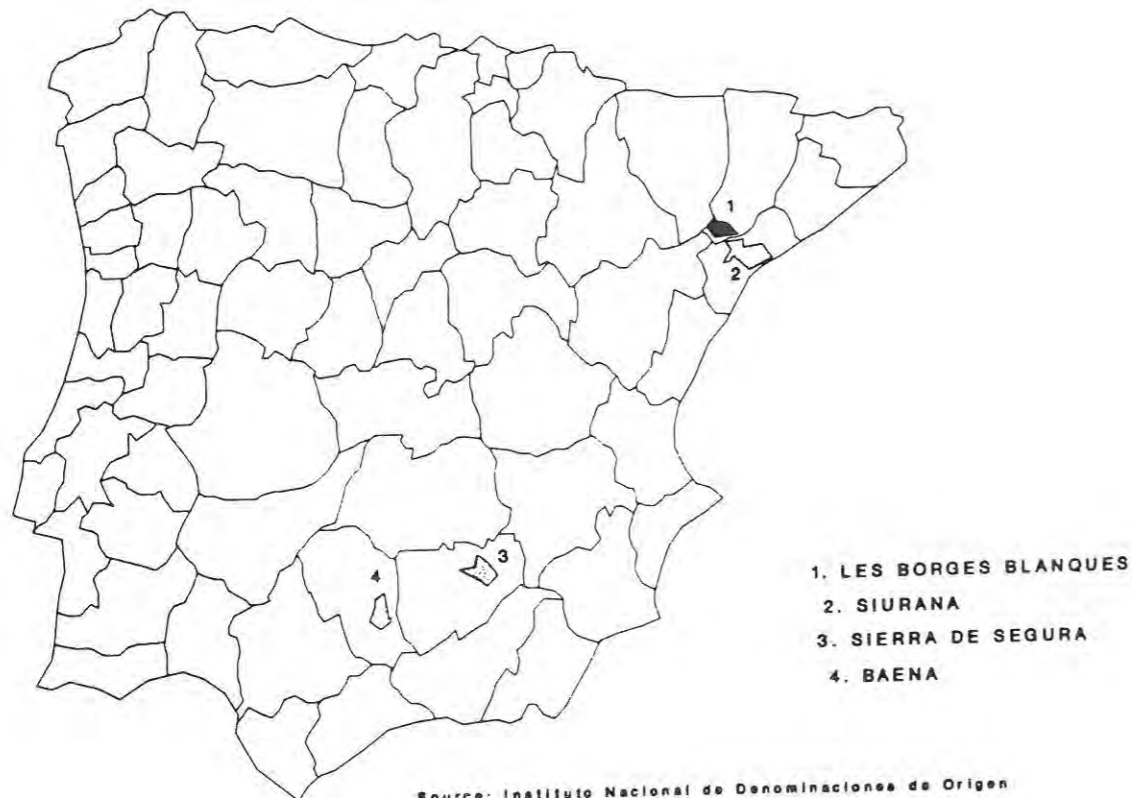 1
2
3
4
1. LES BORGES BLANQUES
2. SIURANA
3. SIERRA DE SEGURA
4. BAENA
Source: Instituto Nacional de Denominaciones de Origen